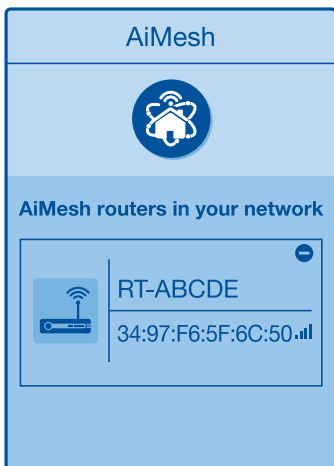 AiMesh
AiMesh routers in your network
RT-ABCDE
34:97:F6:5F:6C:50